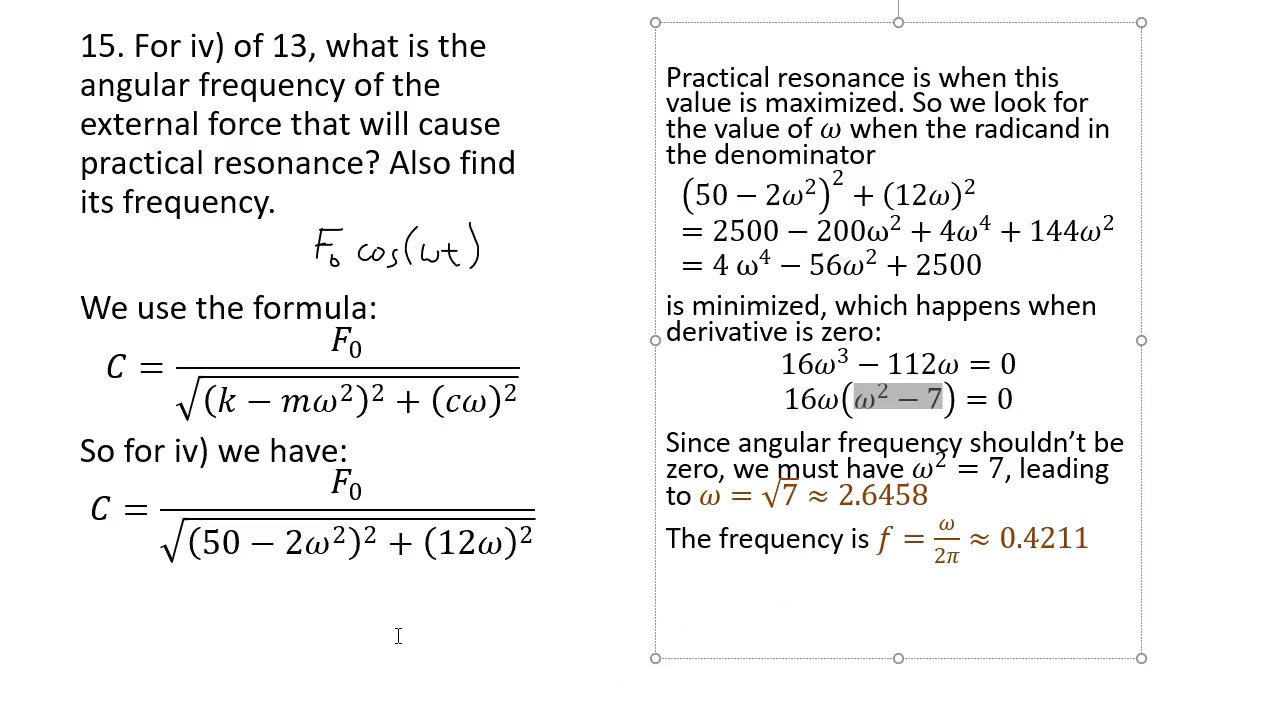 15. For iv) of 13, what is the
angular frequency of the
external force that will cause
practical resonance? Also find
its frequency.
F₀ cos(ωt)
We use the formula:
C = F₀ / √((k − mω²)² + (cω)²)
So for iv) we have:
C = F₀ / √((50 − 2ω²)² + (12ω)²)
Practical resonance is when this
value is maximized. So we look for
the value of ω when the radicand in
the denominator
(50 − 2ω²)² + (12ω)²
= 2500 − 200ω² + 4ω⁴ + 144ω²
= 4 ω⁴ − 56ω² + 2500
is minimized, which happens when
derivative is zero:
16ω³ − 112ω = 0
16ω(ω² − 7) = 0
Since angular frequency shouldn't be
zero, we must have ω² = 7, leading
to ω = √7 ≈ 2.6458
The frequency is f = ω/2π ≈ 0.4211